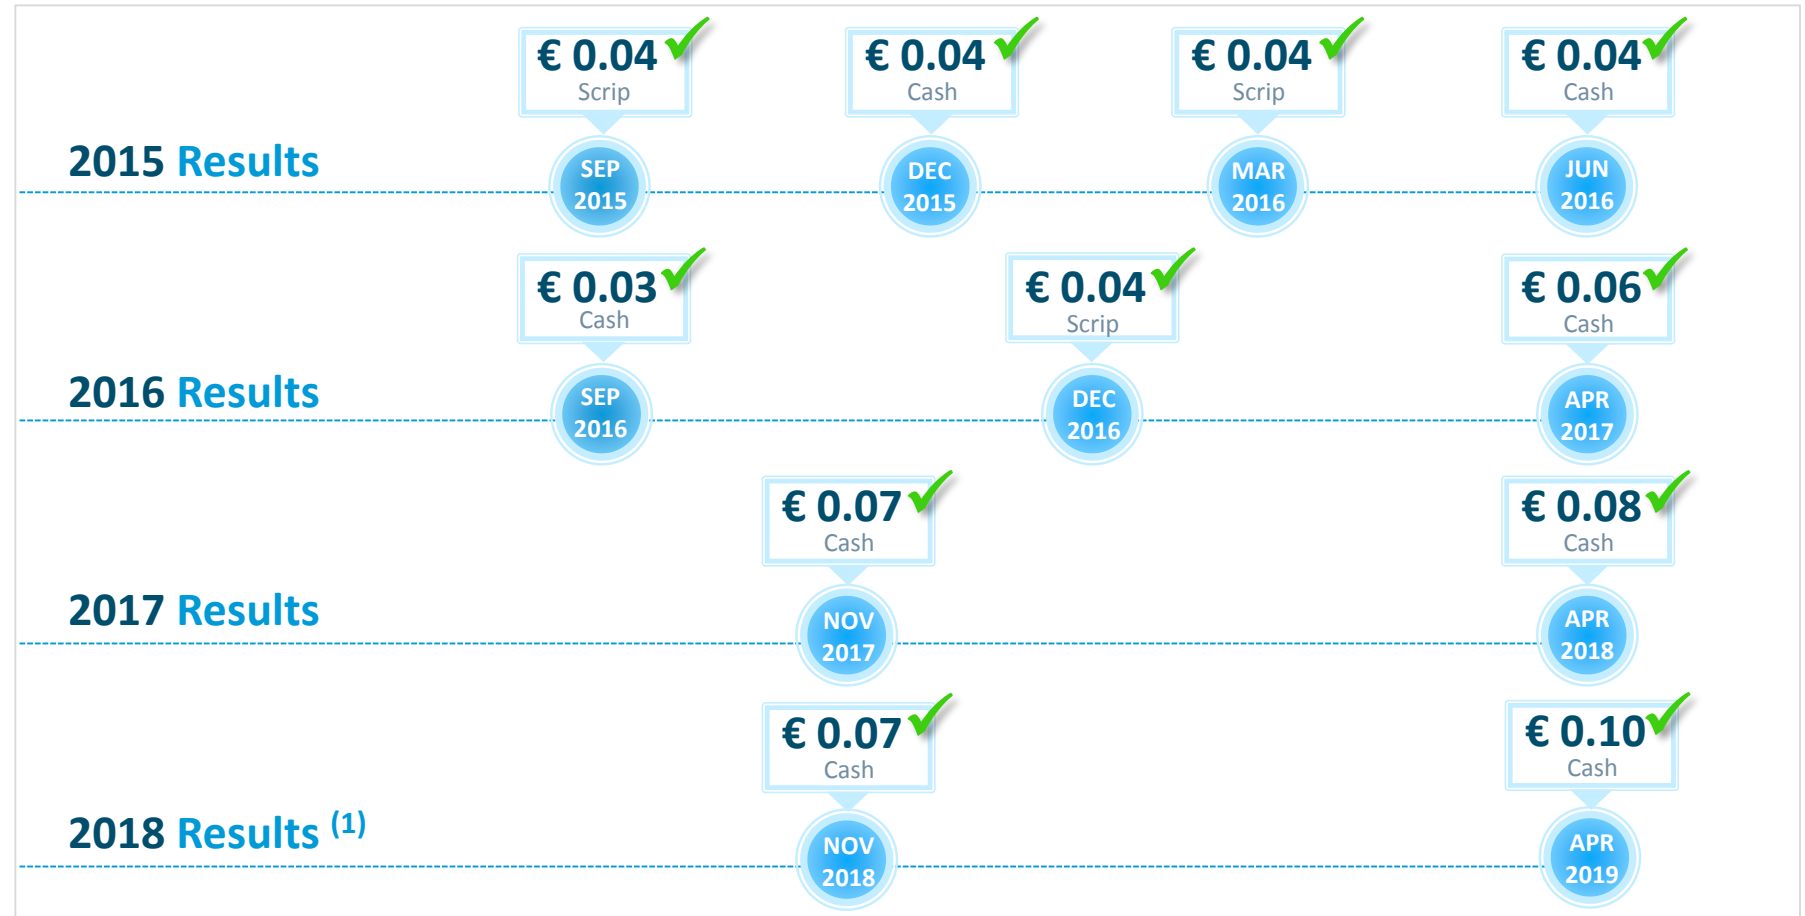 € 0.04 € 0.04 € 0.04 € 0.04
Scrip Cash Scrip Cash
2015 Results
SEP DEC MAR JUN
2015 2015 2016 2016
€ 0.03 € 0.04 € 0.06
Cash Scrip Cash
2016 Results
SEP DEC APR
2016 2016 2017
€ 0.07 € 0.08
Cash Cash
2017 Results
NOV APR
2017 2018
€ 0.07 € 0.10
Cash Cash
2018 Results (1)
NOV APR
2018 2019